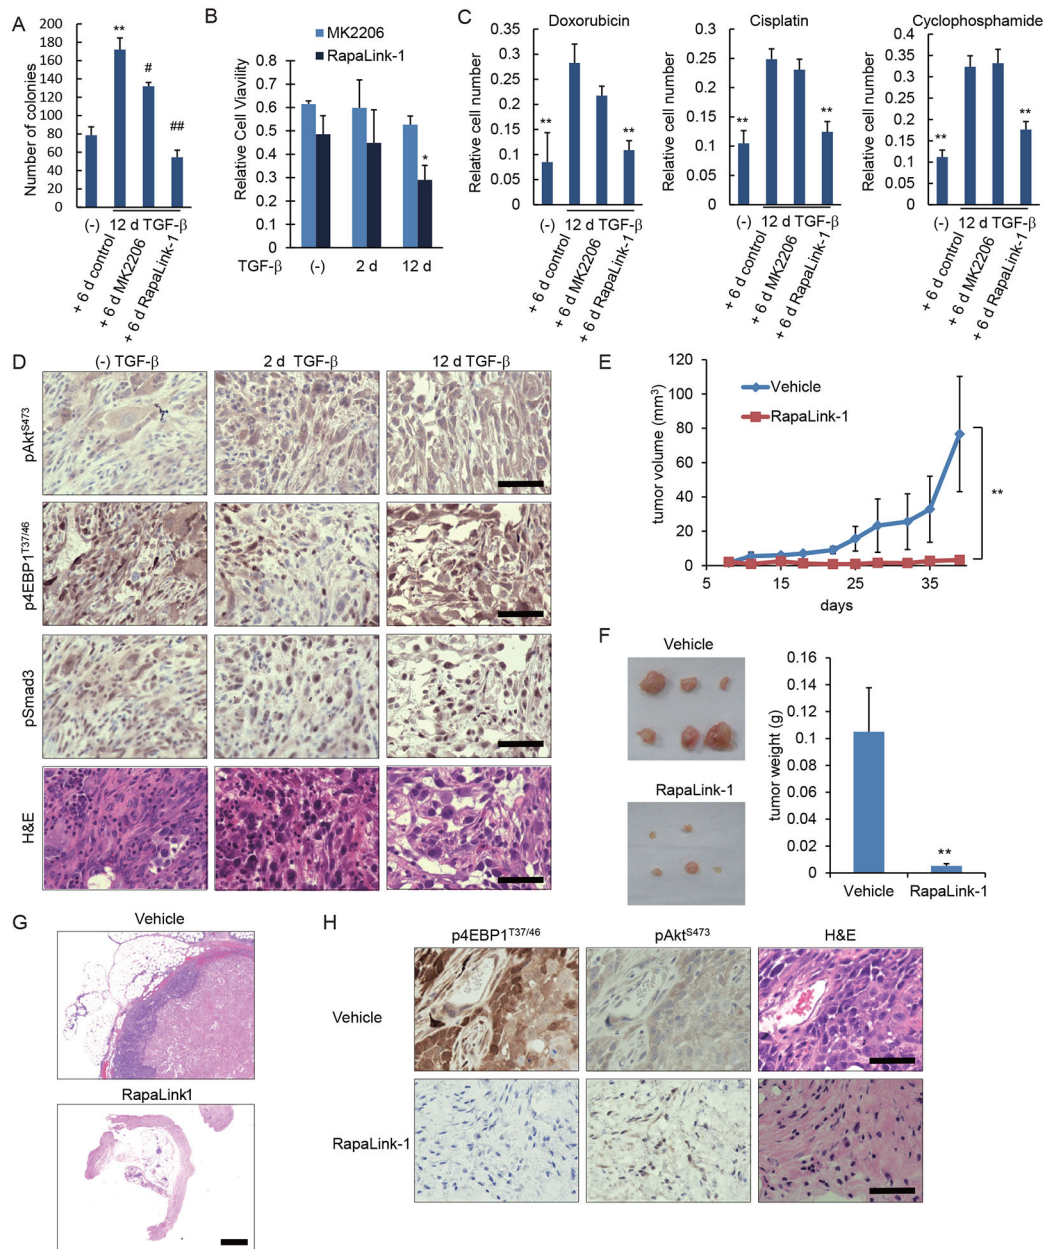 A
Number of colonies
200
180
160
140
120
100
80
60
40
20
0
**
#
##
(-)
12 d TGF-β
+ 6 d control
+ 6 d MK2206
+ 6 d RapaLink-1
B
MK2206
RapaLink-1
Relative Cell Viavility
0.8
0.7
0.6
0.5
0.4
0.3
0.2
0.1
0
*
TGF-β
(-)
2 d
12 d
C
Doxorubicin
Relative cell number
0.35
0.3
0.25
0.2
0.15
0.1
0.05
0
**
**
(-)
12 d TGF-β
+ 6 d control
+ 6 d MK2206
+ 6 d RapaLink-1
Cisplatin
Relative cell number
0.3
0.25
0.2
0.15
0.1
0.05
0
**
**
(-)
12 d TGF-β
+ 6 d control
+ 6 d MK2206
+ 6 d RapaLink-1
Cyclophosphamide
Relative cell number
0.4
0.35
0.3
0.25
0.2
0.15
0.1
0.05
0
**
**
(-)
12 d TGF-β
+ 6 d control
+ 6 d MK2206
+ 6 d RapaLink-1
D
(-) TGF-β
2 d TGF-β
12 d TGF-β
pAktS473
p4EBP1T37/46
pSmad3
H&E
E
tumor volume (mm3)
120
100
80
60
40
20
0
Vehicle
RapaLink-1
**
5
15
25
35
days
F
Vehicle
RapaLink-1
tumor weight (g)
0.16
0.14
0.12
0.1
0.08
0.06
0.04
0.02
0
**
Vehicle
RapaLink-1
G
Vehicle
RapaLink1
H
p4EBP1T37/46
pAktS473
H&E
Vehicle
RapaLink-1